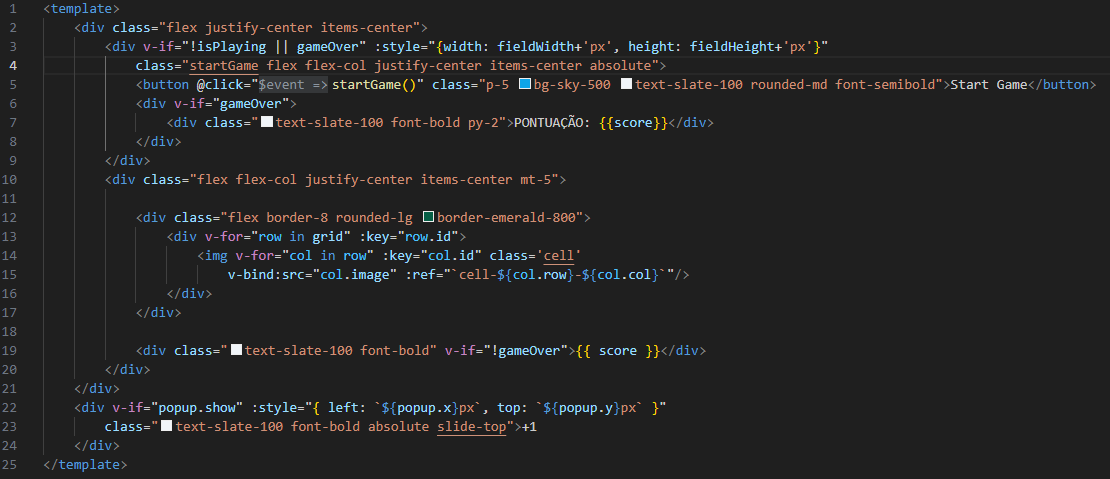 1 <template>
2 <div class="flex justify-center items-center">
3 <div v-if="!isPlaying || gameOver" :style="{width: fieldWidth+'px', height: fieldHeight+'px'}"
4 class="startGame flex flex-col justify-center items-center absolute">
5 <button @click="$event => startGame()" class="p-5 bg-sky-500 text-slate-100 rounded-md font-semibold">Start Game</button>
6 <div v-if="gameOver">
7 <div class="text-slate-100 font-bold py-2">PONTUAÇÃO: {{score}}</div>
8 </div>
9 </div>
10 <div class="flex flex-col justify-center items-center mt-5">
11
12 <div class="flex border-8 rounded-lg border-emerald-800">
13 <div v-for="row in grid" :key="row.id">
14 <img v-for="col in row" :key="col.id" class='cell'
15 v-bind:src="col.image" :ref="`cell-${col.row}-${col.col}`"/>
16 </div>
17 </div>
18
19 <div class="text-slate-100 font-bold" v-if="!gameOver">{{ score }}</div>
20 </div>
21 </div>
22 <div v-if="popup.show" :style="{ left: `${popup.x}px`, top: `${popup.y}px` }"
23 class="text-slate-100 font-bold absolute slide-top">+1
24 </div>
25 </template>